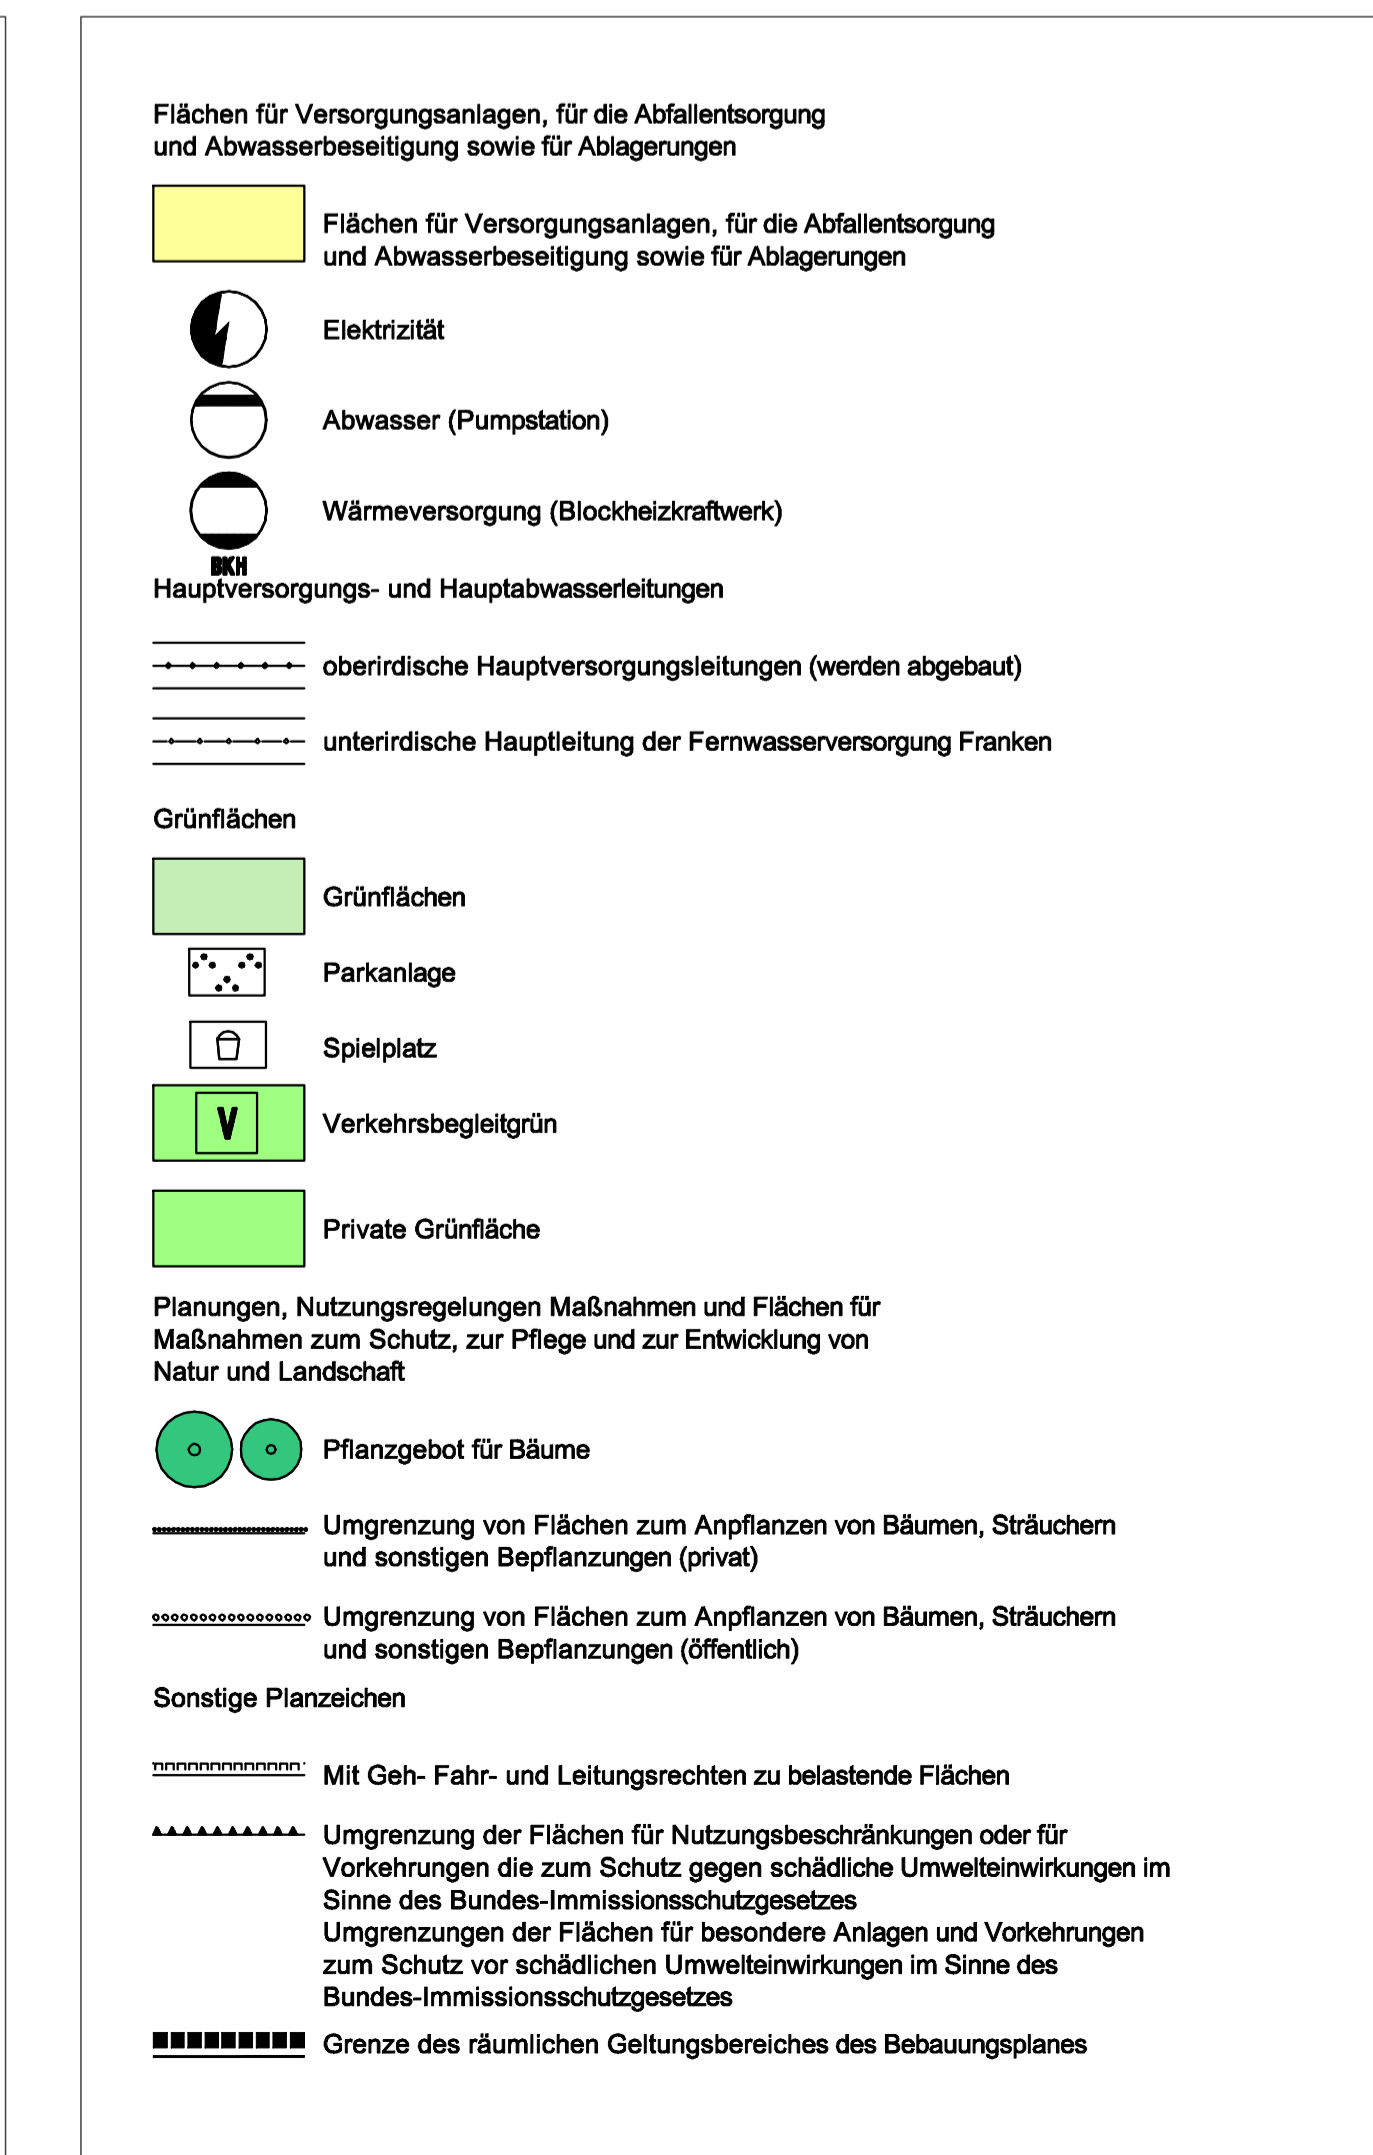 Flächen für Versorgungsanlagen, für die Abfallentsorgung
und Abwasserbeseitigung sowie für Ablagerungen
Flächen für Versorgungsanlagen, für die Abfallentsorgung
und Abwasserbeseitigung sowie für Ablagerungen
Elektrizität
Abwasser (Pumpstation)
Wärmeversorgung (Blockheizkraftwerk)
BKH
Hauptversorgungs- und Hauptabwasserleitungen
oberirdische Hauptversorgungsleitungen (werden abgebaut)
unterirdische Hauptleitung der Fernwasserversorgung Franken
Grünflächen
Grünflächen
Parkanlage
Spielplatz
V Verkehrsbegleitgrün
Private Grünfläche
Planungen, Nutzungsregelungen Maßnahmen und Flächen für
Maßnahmen zum Schutz, zur Pflege und zur Entwicklung von
Natur und Landschaft
Pflanzgebot für Bäume
Umgrenzung von Flächen zum Anpflanzen von Bäumen, Sträuchern
und sonstigen Bepflanzungen (privat)
Umgrenzung von Flächen zum Anpflanzen von Bäumen, Sträuchern
und sonstigen Bepflanzungen (öffentlich)
Sonstige Planzeichen
Mit Geh- Fahr- und Leitungsrechten zu belastende Flächen
Umgrenzung der Flächen für Nutzungsbeschränkungen oder für
Vorkehrungen die zum Schutz gegen schädliche Umwelteinwirkungen im
Sinne des Bundes-Immissionsschutzgesetzes
Umgrenzungen der Flächen für besondere Anlagen und Vorkehrungen
zum Schutz vor schädlichen Umwelteinwirkungen im Sinne des
Bundes-Immissionsschutzgesetzes
Grenze des räumlichen Geltungsbereiches des Bebauungsplanes